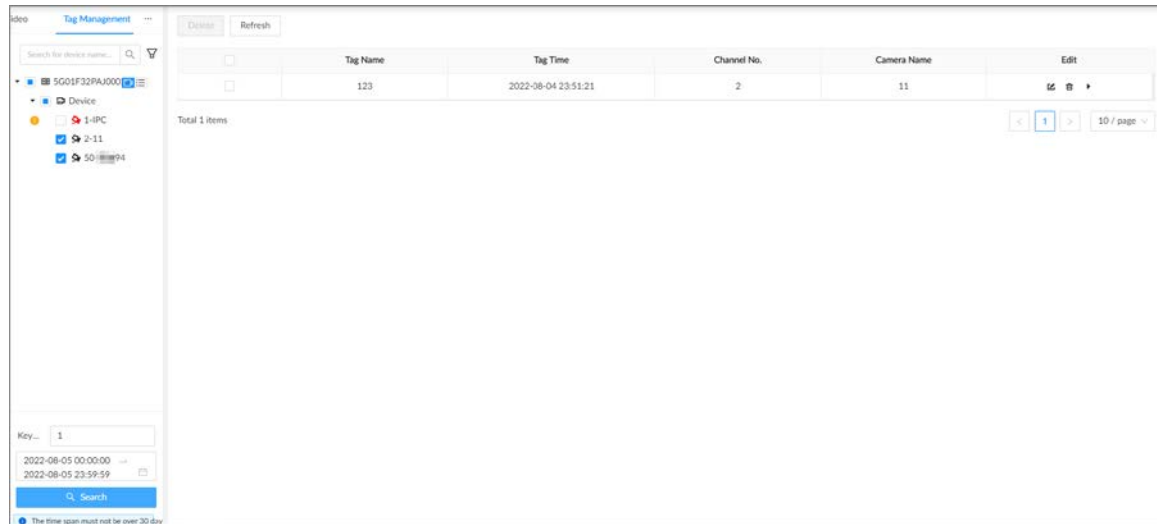 ideo Tag Management ...
Delete Refresh
Search for device name...
Tag Name Tag Time Channel No. Camera Name Edit
5G01F32PAJ000
123 2022-08-04 23:51:21 2 11
Device
1-IPC
Total 1 items
< 1 > 10 / page
2-11
50 94
Key... 1
2022-08-05 00:00:00 →
2022-08-05 23:59:59
Search
The time span must not be over 30 day